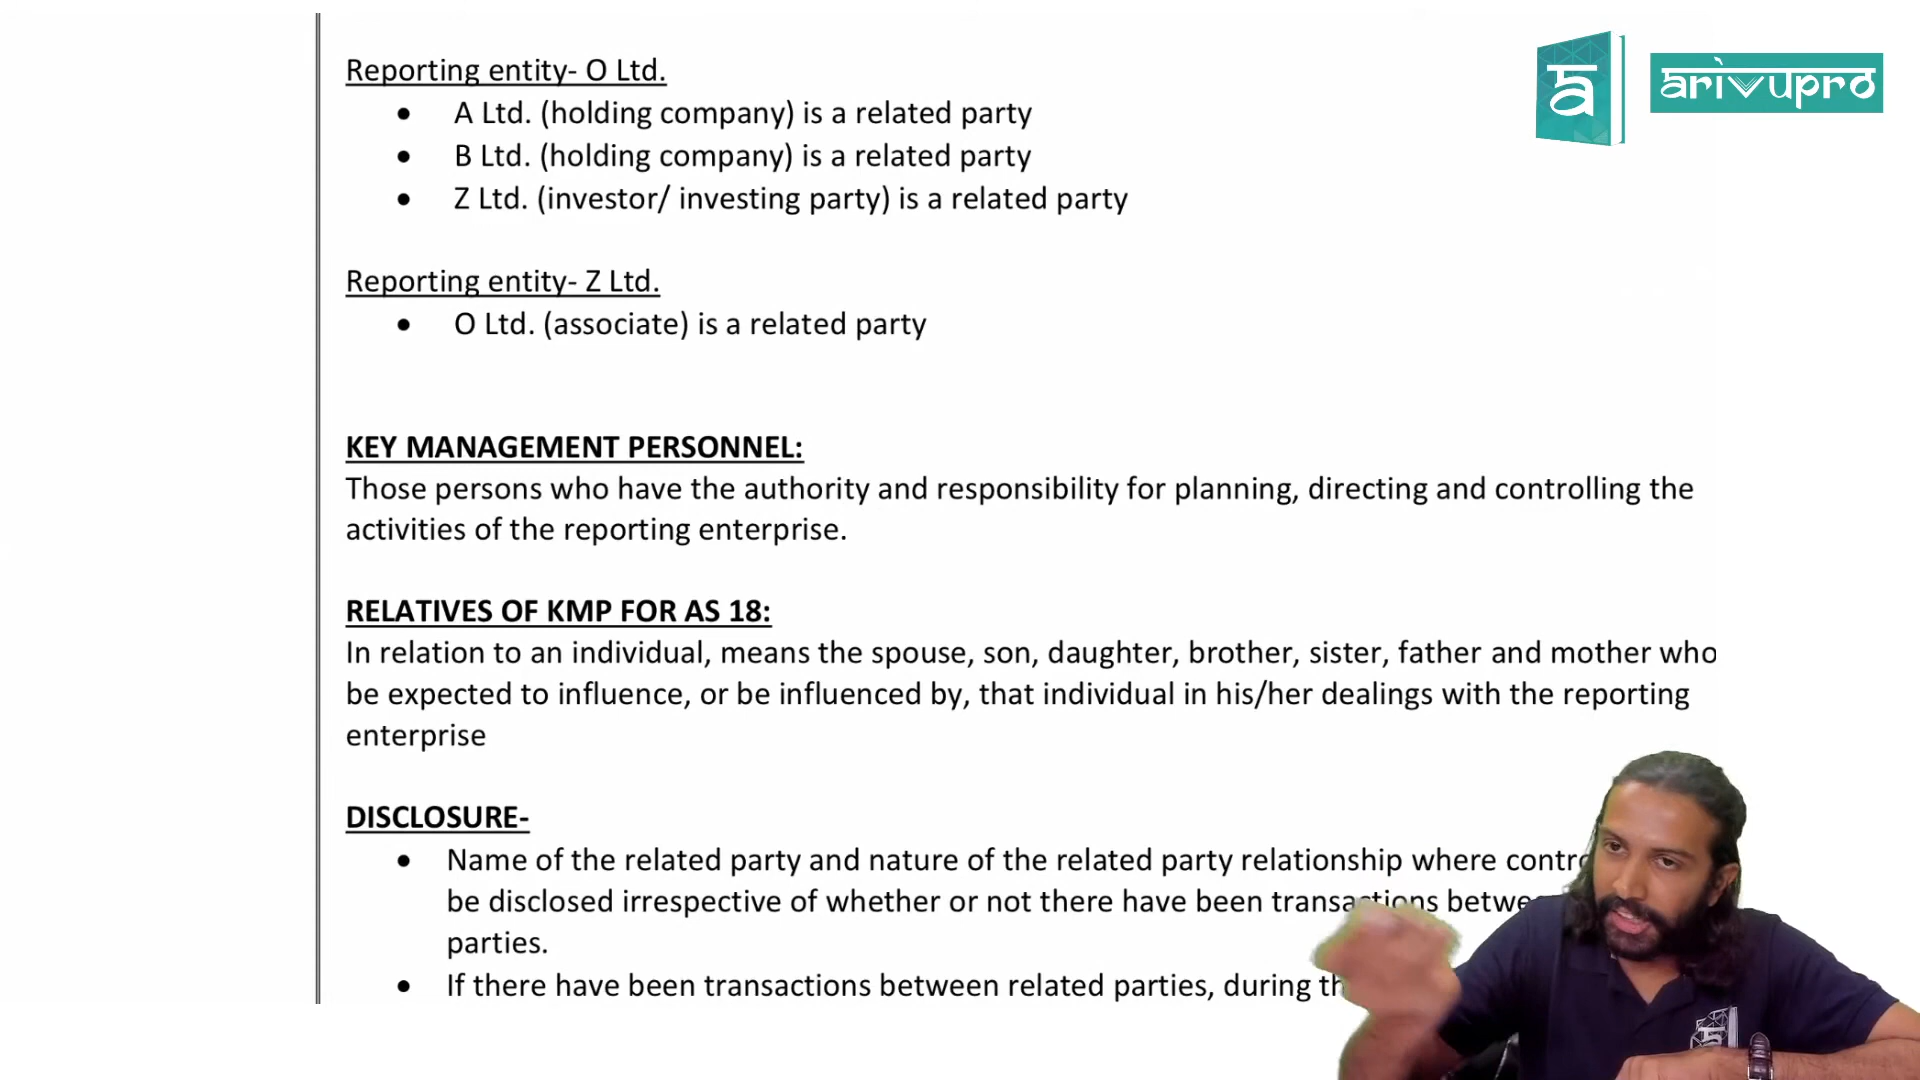 Reporting entity- O Ltd.
• A Ltd. (holding company) is a related party
• B Ltd. (holding company) is a related party
• Z Ltd. (investor/ investing party) is a related party
Reporting entity- Z Ltd.
• O Ltd. (associate) is a related party
KEY MANAGEMENT PERSONNEL:
Those persons who have the authority and responsibility for planning, directing and controlling the
activities of the reporting enterprise.
RELATIVES OF KMP FOR AS 18:
In relation to an individual, means the spouse, son, daughter, brother, sister, father and mother who
be expected to influence, or be influenced by, that individual in his/her dealings with the reporting
enterprise
DISCLOSURE-
• Name of the related party and nature of the related party relationship where
be disclosed irrespective of whether or not there have been transactions
parties.
• If there have been transactions between related parties, during
arivupro